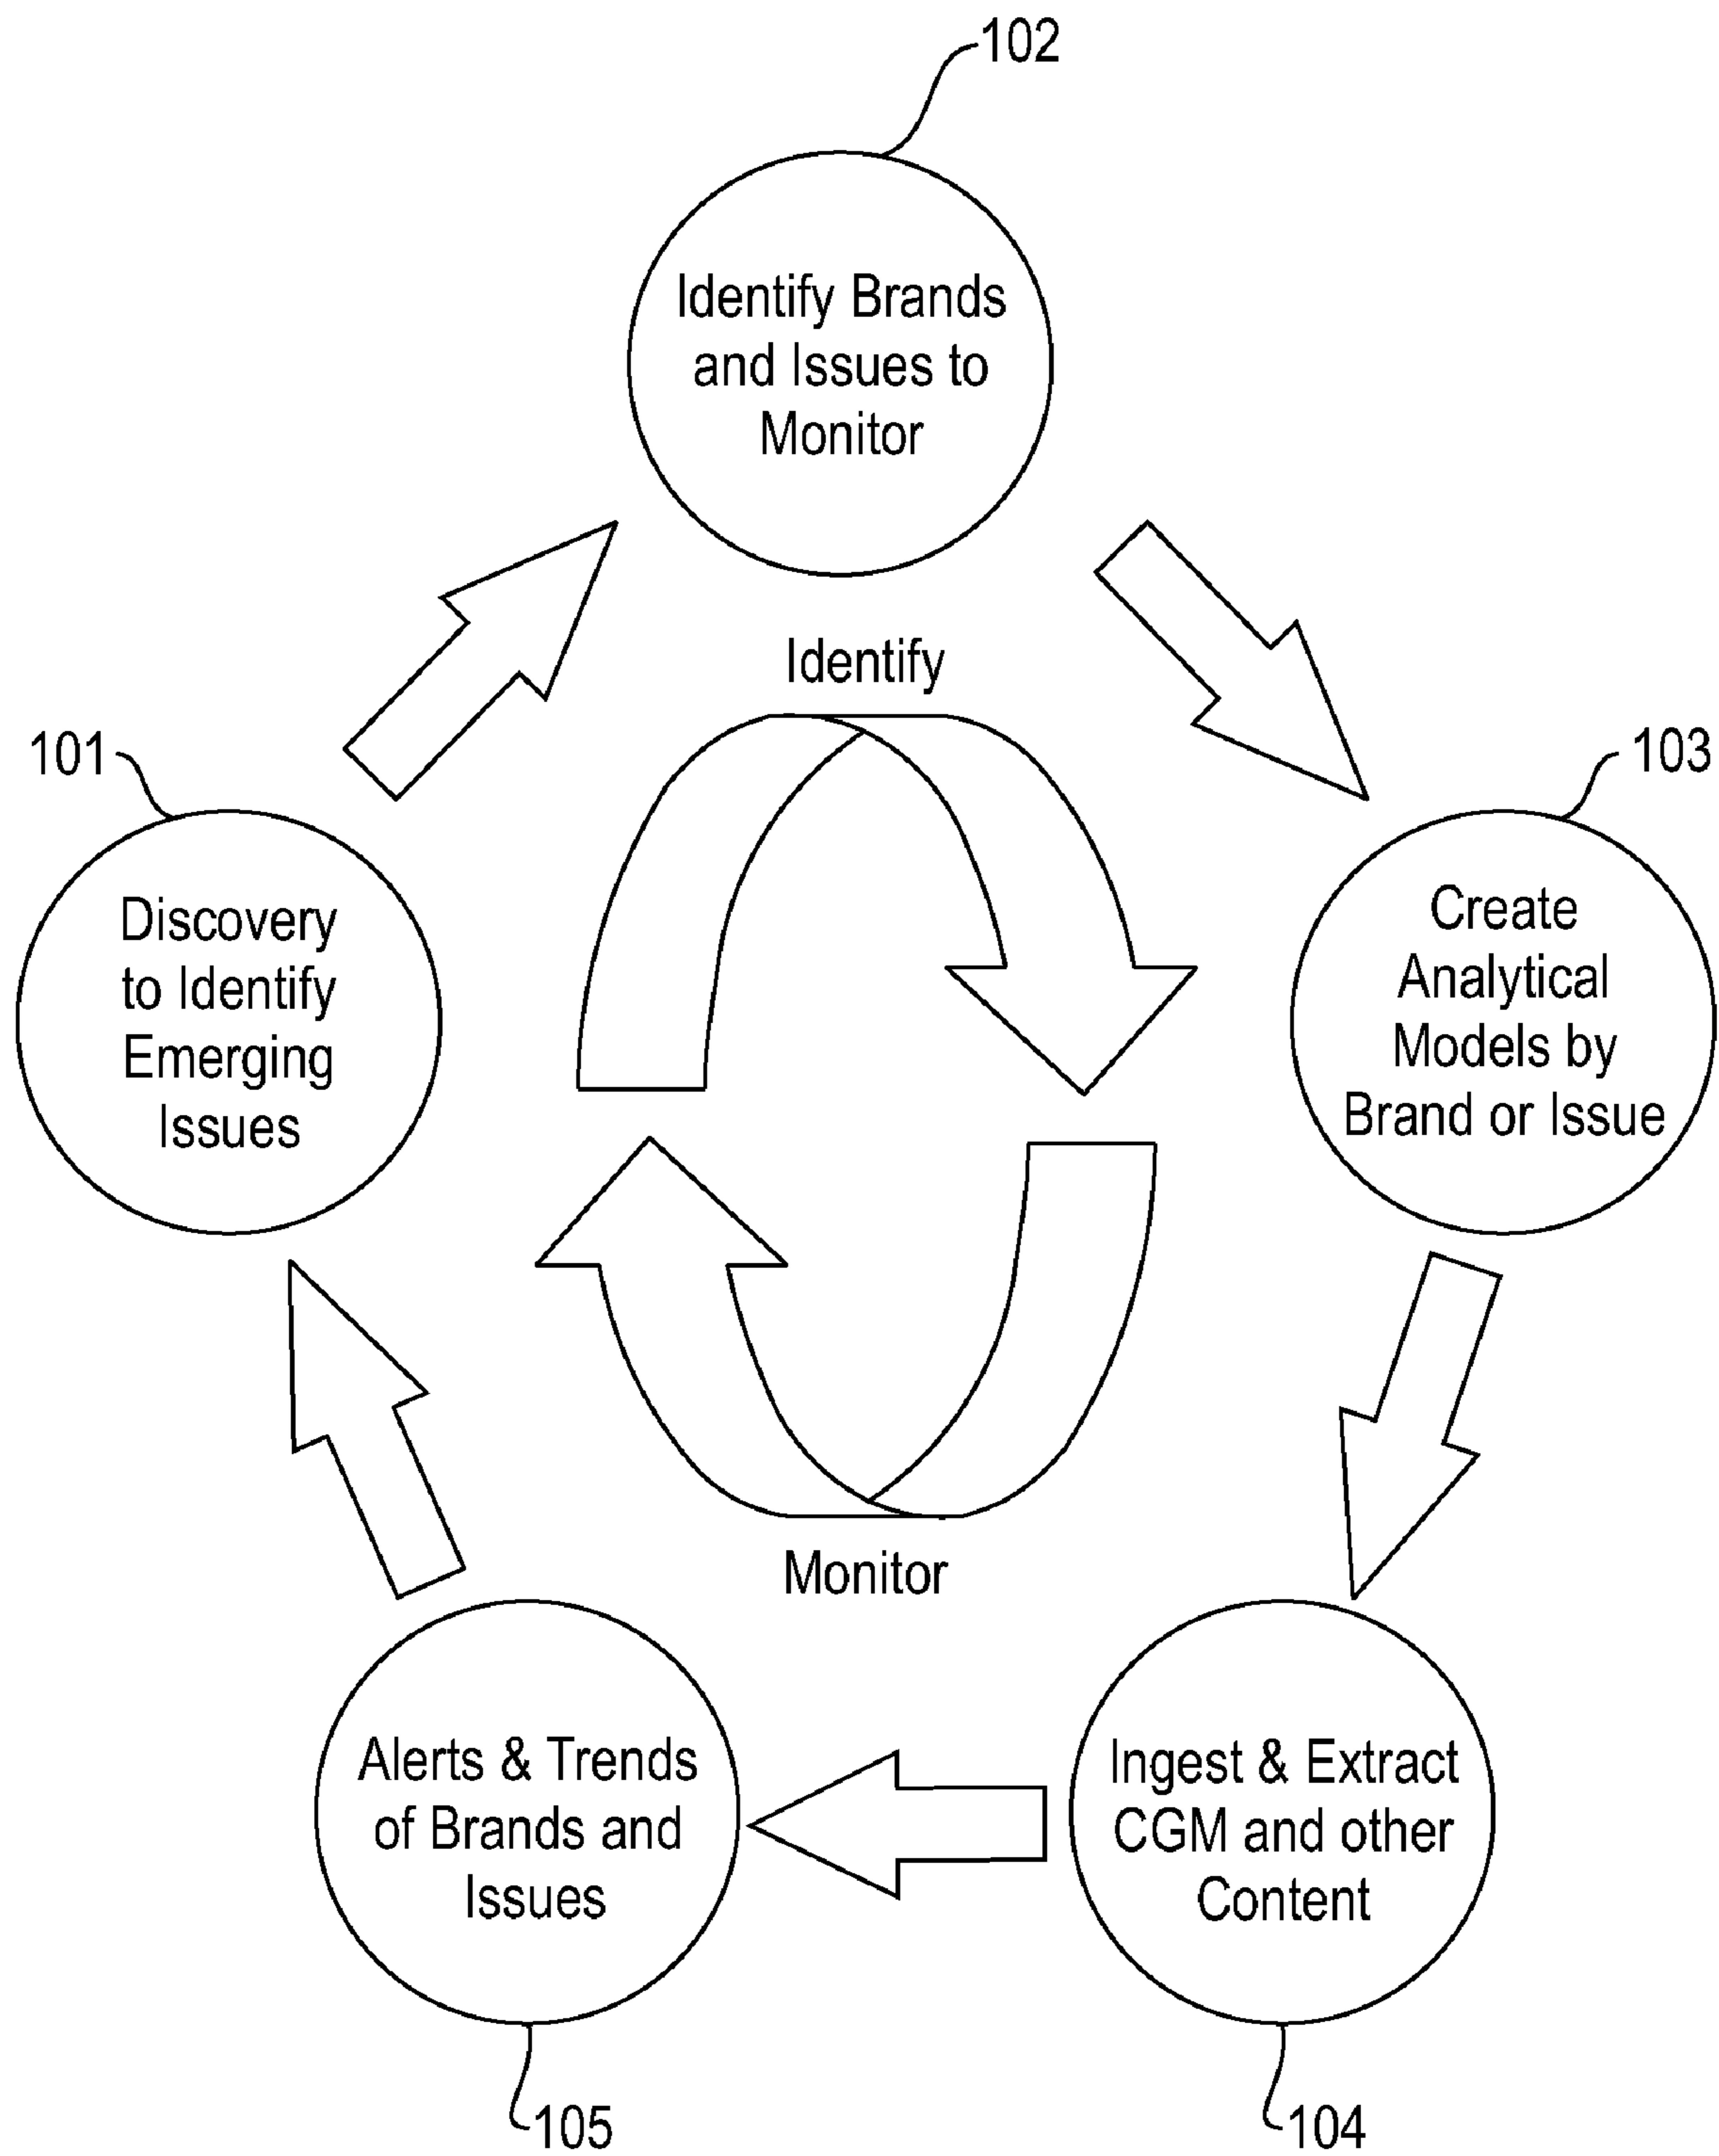 102
Identify Brands
and Issues to
Monitor
Identify
101
103
Discovery
to Identify
Emerging
Issues
Create
Analytical
Models by
Brand or Issue
Monitor
Alerts & Trends
of Brands and
Issues
Ingest & Extract
CGM and other
Content
105
104